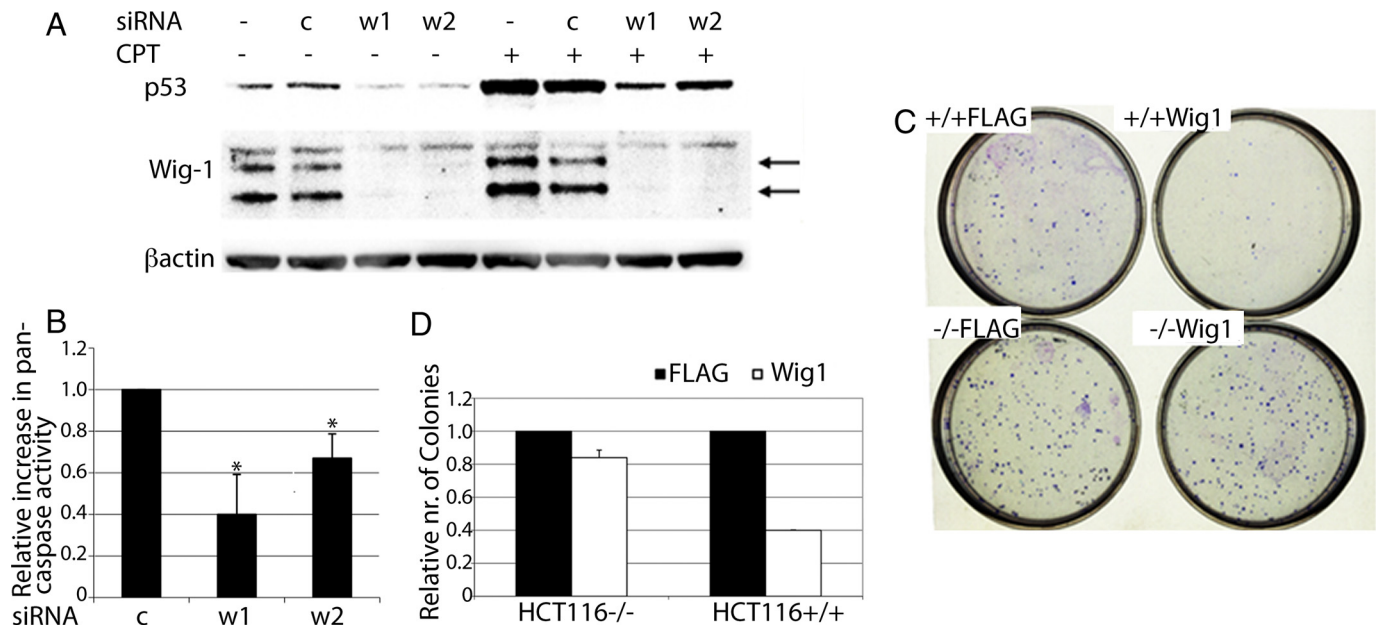 A
siRNA - c w1 w2 - c w1 w2
CPT - - - - + + + +
p53
Wig-1
βactin
B
Relative increase in pan-
caspase activity
1.2
1.0
0.8
0.6
0.4
0.2
0
* *
siRNA c w1 w2
C
+/+FLAG +/+Wig1
-/-FLAG -/-Wig1
D
FLAG Wig1
Relative nr. of Colonies
1.2
1.0
0.8
0.6
0.4
0.2
0
HCT116-/- HCT116+/+